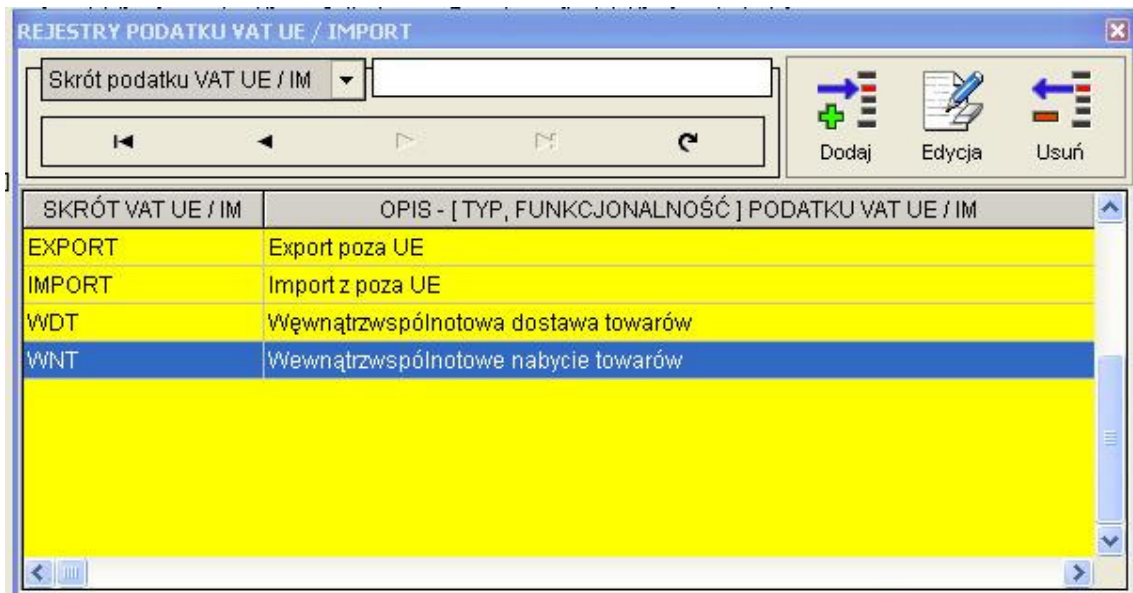 REJESTRY PODATKU VAT UE / IMPORT
Skrót podatku VAT UE / IM
Dodaj Edycja Usuń
SKRÓT VAT UE / IM OPIS - [ TYP, FUNKCJONALNOŚĆ ] PODATKU VAT UE / IM
EXPORT Export poza UE
IMPORT Import z poza UE
WDT Węwnątrzwspólnotowa dostawa towarów
WNT Wewnątrzwspólnotowe nabycie towarów